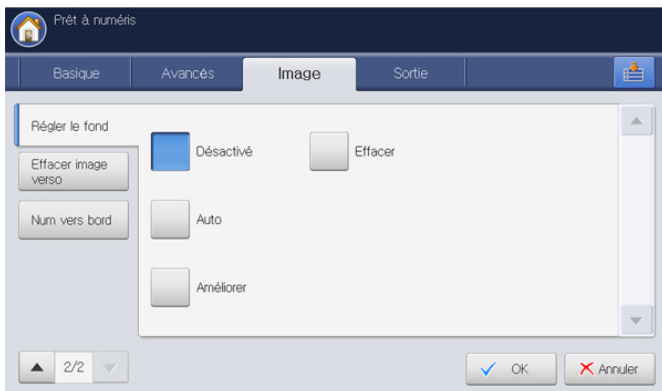 Prêt à numéris
Basique
Avancés
Image
Sortie
Régler le fond
Effacer image
verso
Num vers bord
Désactivé
Effacer
Auto
Améliorer
2/2
OK
Annuler